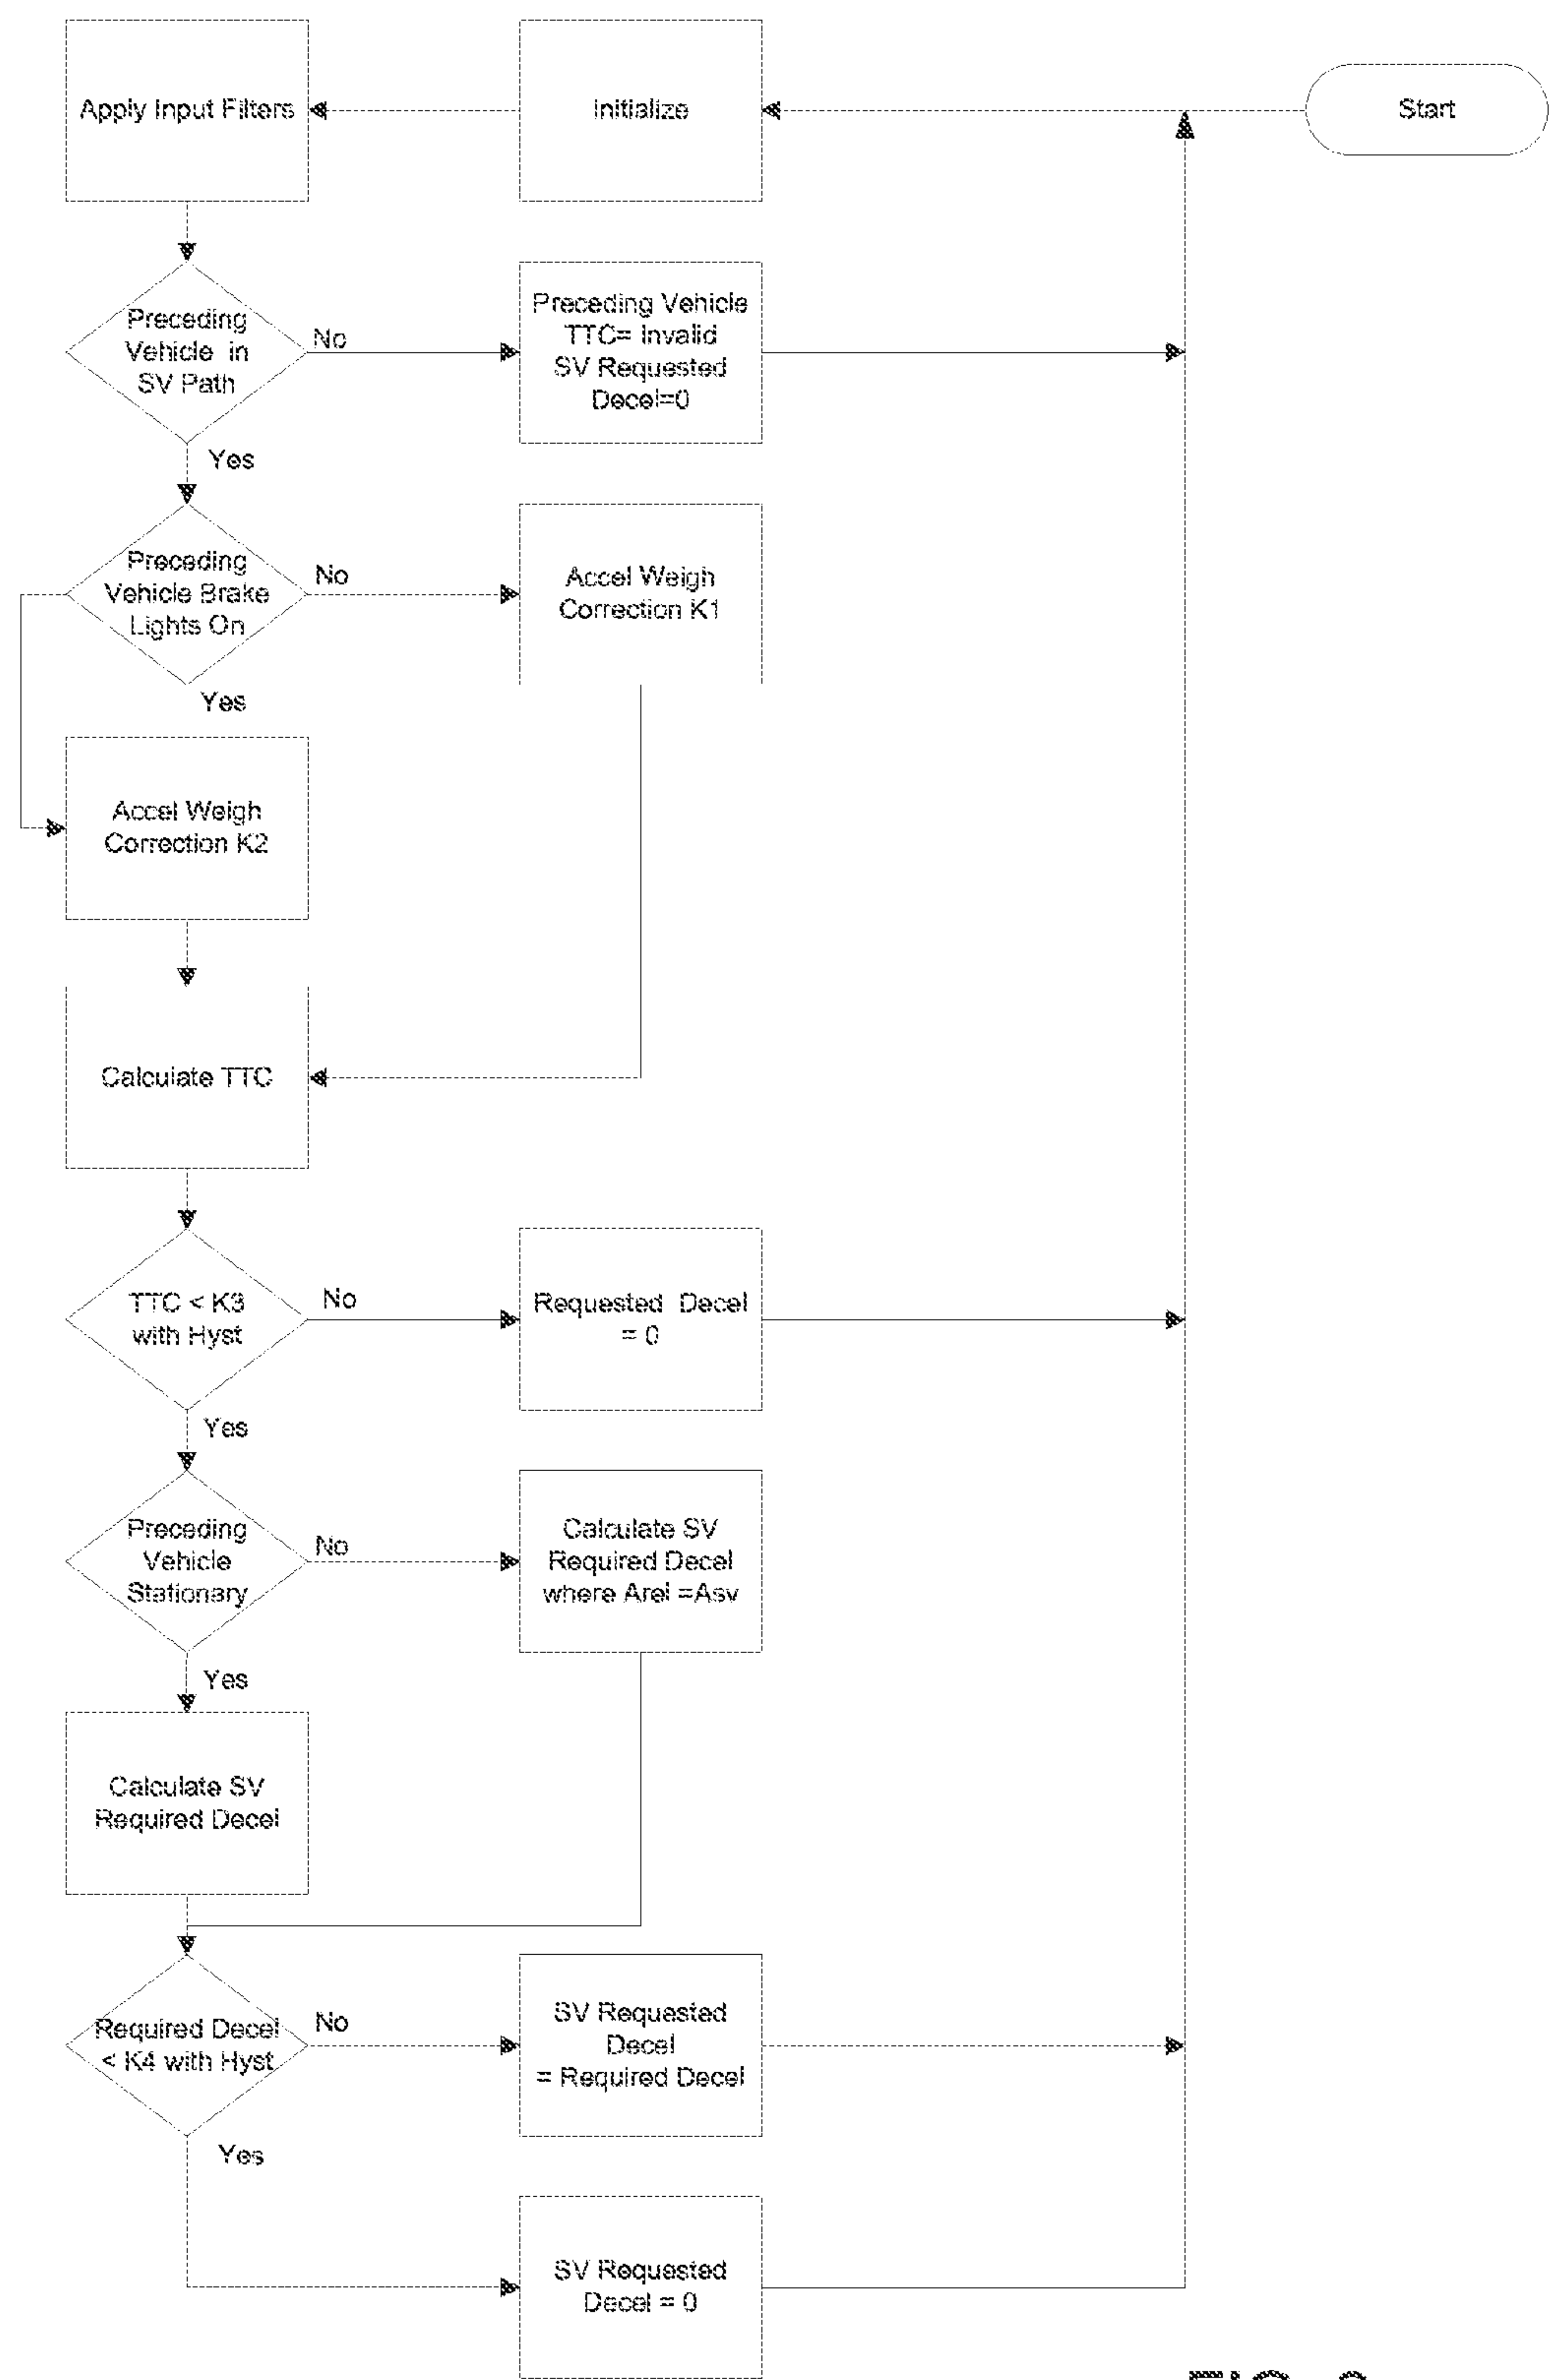 Apply Input Filters
Initialize
Start
Preceding
Vehicle in
SV Path
No
Preceding Vehicle
TTC= Invalid
SV Requested
Decel=0
Yes
Preceding
Vehicle Brake
Lights On
No
Accel Weigh
Correction K1
Yes
Accel Weigh
Correction K2
Calculate TTC
TTC < K3
with Hyst
No
Requested Decel
= 0
Yes
Preceding
Vehicle
Stationary
No
Calculate SV
Required Decel
where Arel =Asv
Yes
Calculate SV
Required Decel
Required Decel
< K4 with Hyst
No
SV Requested
Decel
= Required Decel
Yes
SV Requested
Decel = 0